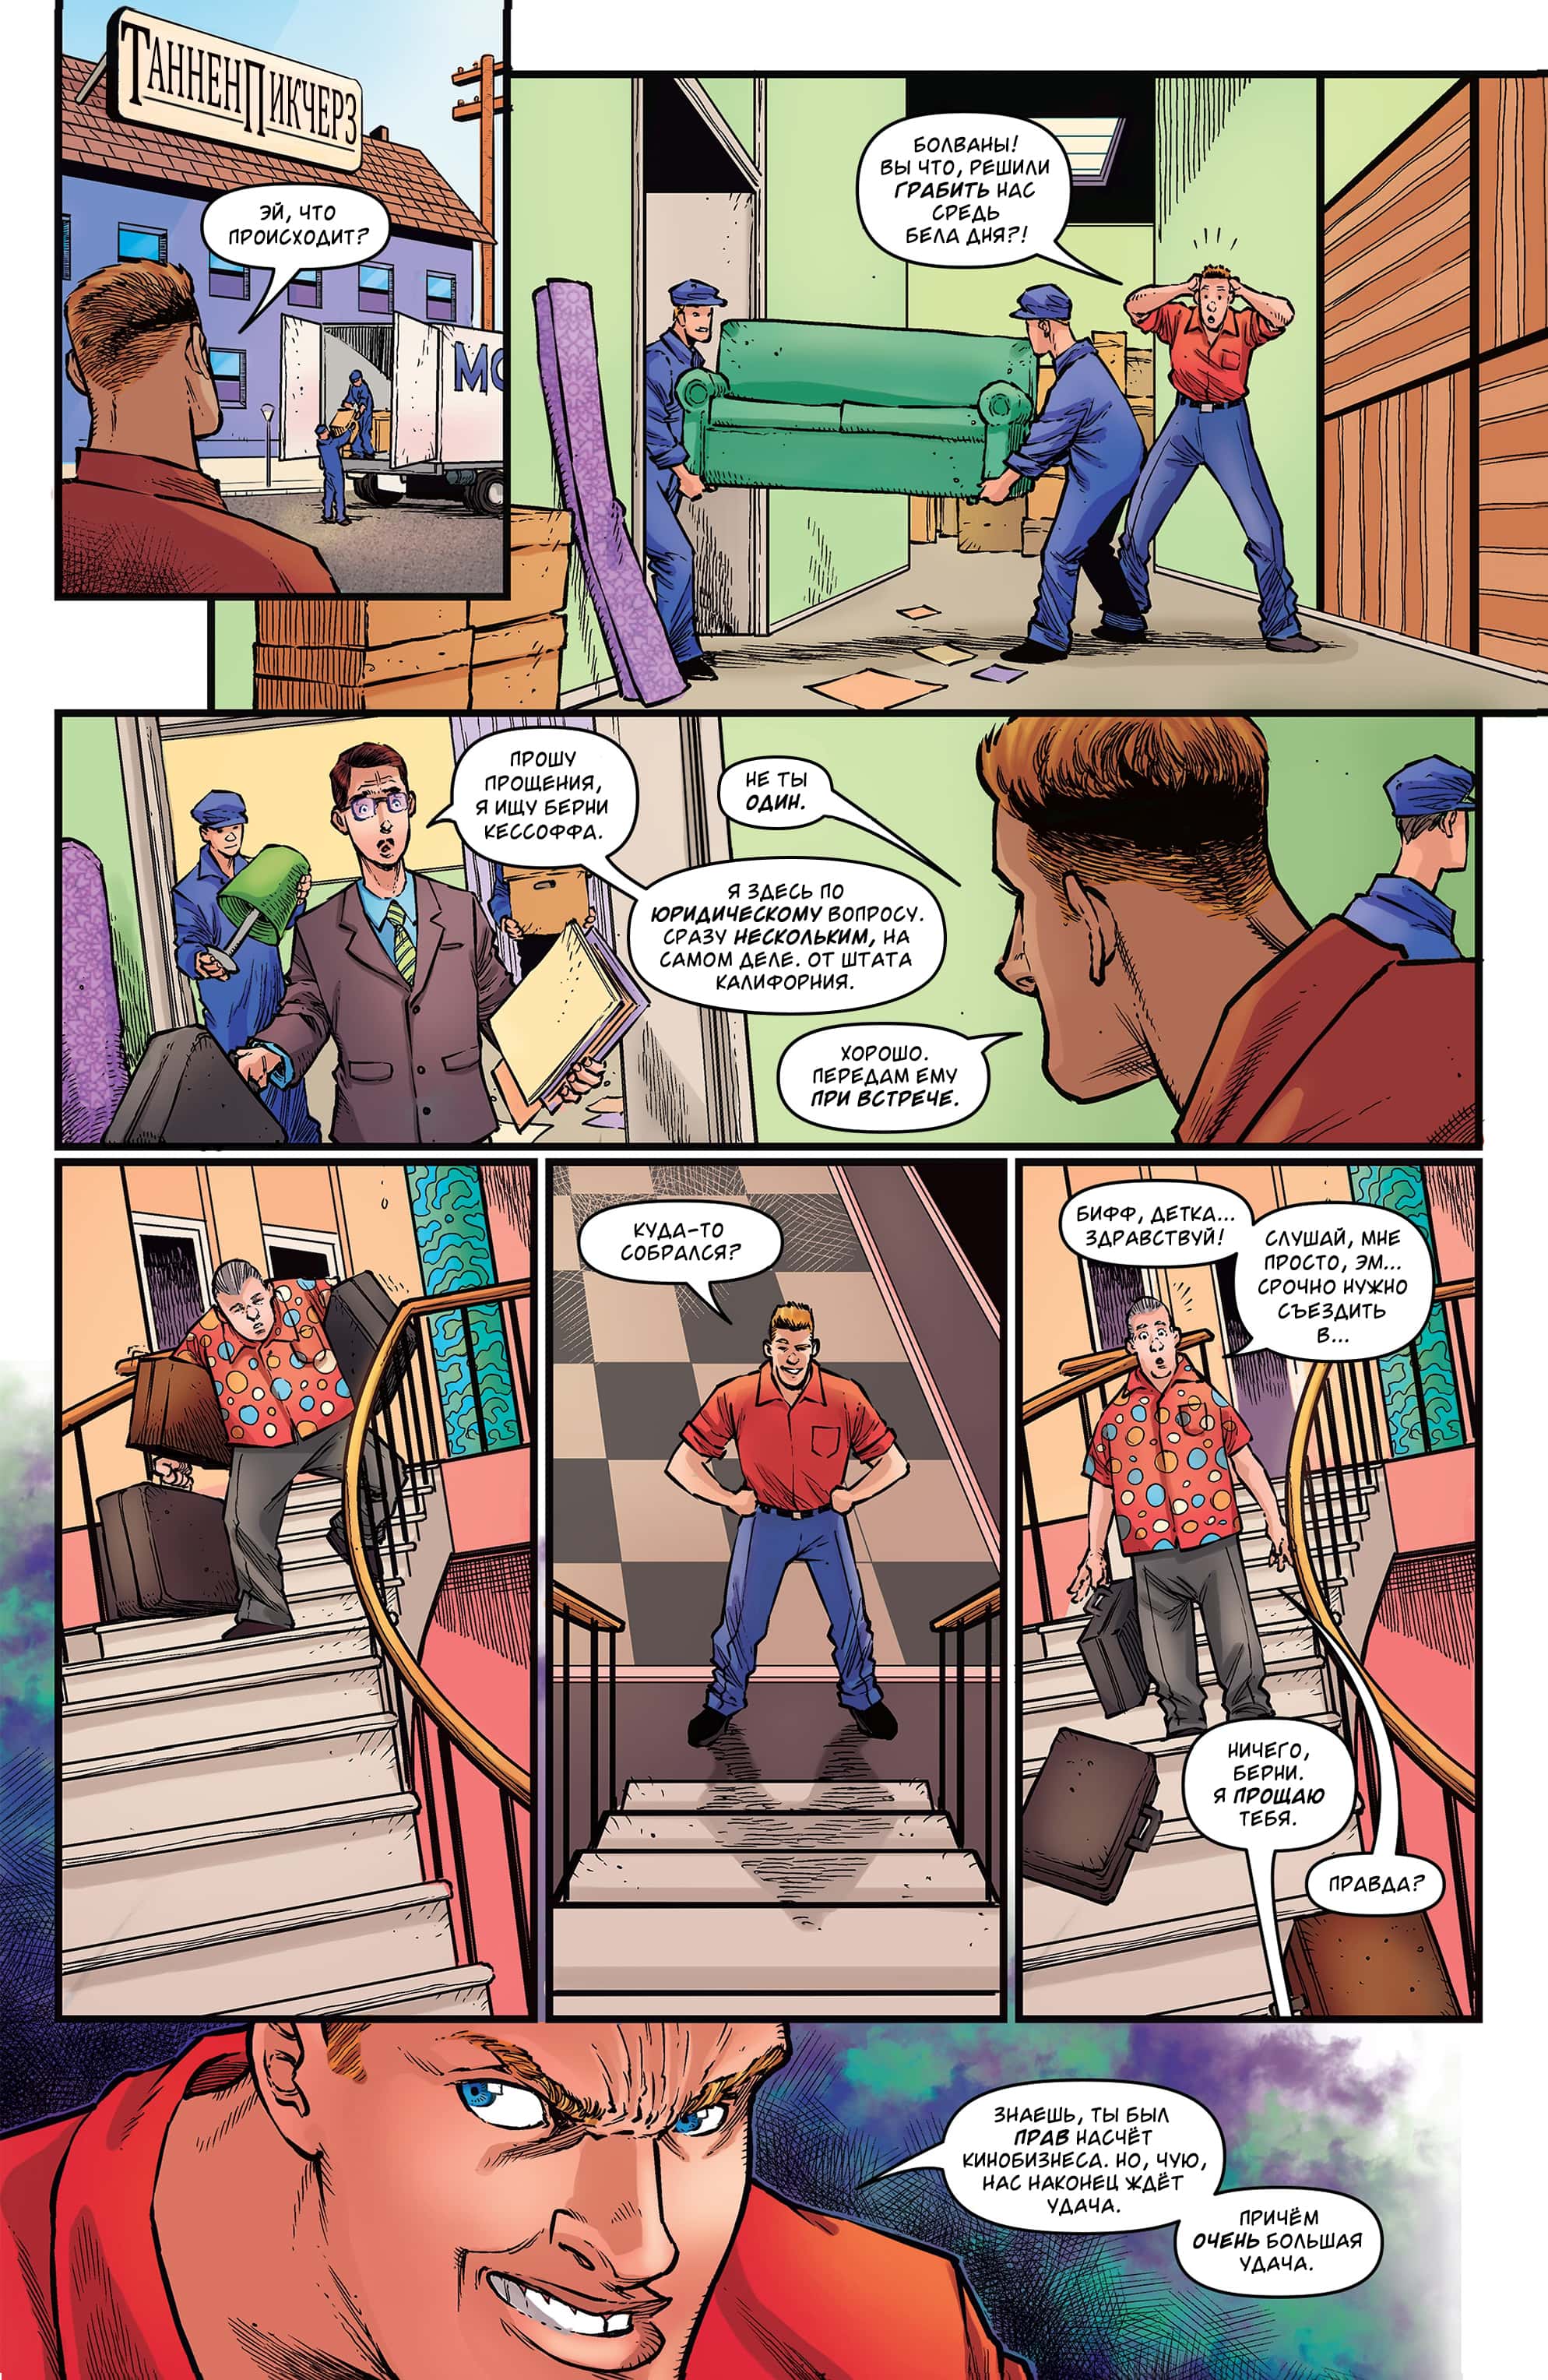 ТАННЕНПИКЧЕРЗ
ЭЙ, ЧТО
ПРОИСХОДИТ?
БОЛВАНЫ!
ВЫ ЧТО, РЕШИЛИ
ГРАБИТЬ НАС
СРЕДЬ
БЕЛА ДНЯ?!
ПРОШУ
ПРОЩЕНИЯ,
Я ИЩУ БЕРНИ
КЕССОФФА.
НЕ ТЫ
ОДИН.
Я ЗДЕСЬ ПО
ЮРИДИЧЕСКОМУ ВОПРОСУ.
СРАЗУ НЕСКОЛЬКИМ, НА
САМОМ ДЕЛЕ. ОТ ШТАТА
КАЛИФОРНИЯ.
ХОРОШО.
ПЕРЕДАМ ЕМУ
ПРИ ВСТРЕЧЕ.
КУДА-ТО
СОБРАЛСЯ?
БИФФ, ДЕТКА...
ЗДРАВСТВУЙ!
СЛУШАЙ, МНЕ
ПРОСТО, ЭМ...
СРОЧНО НУЖНО
СЪЕЗДИТЬ
В...
НИЧЕГО,
БЕРНИ.
Я ПРОЩАЮ
ТЕБЯ.
ПРАВДА?
ЗНАЕШЬ, ТЫ БЫЛ
ПРАВ НАСЧЁТ
КИНОБИЗНЕСА. НО, ЧУЮ,
НАС НАКОНЕЦ ЖДЁТ
УДАЧА.
ПРИЧЁМ
ОЧЕНЬ БОЛЬШАЯ
УДАЧА.